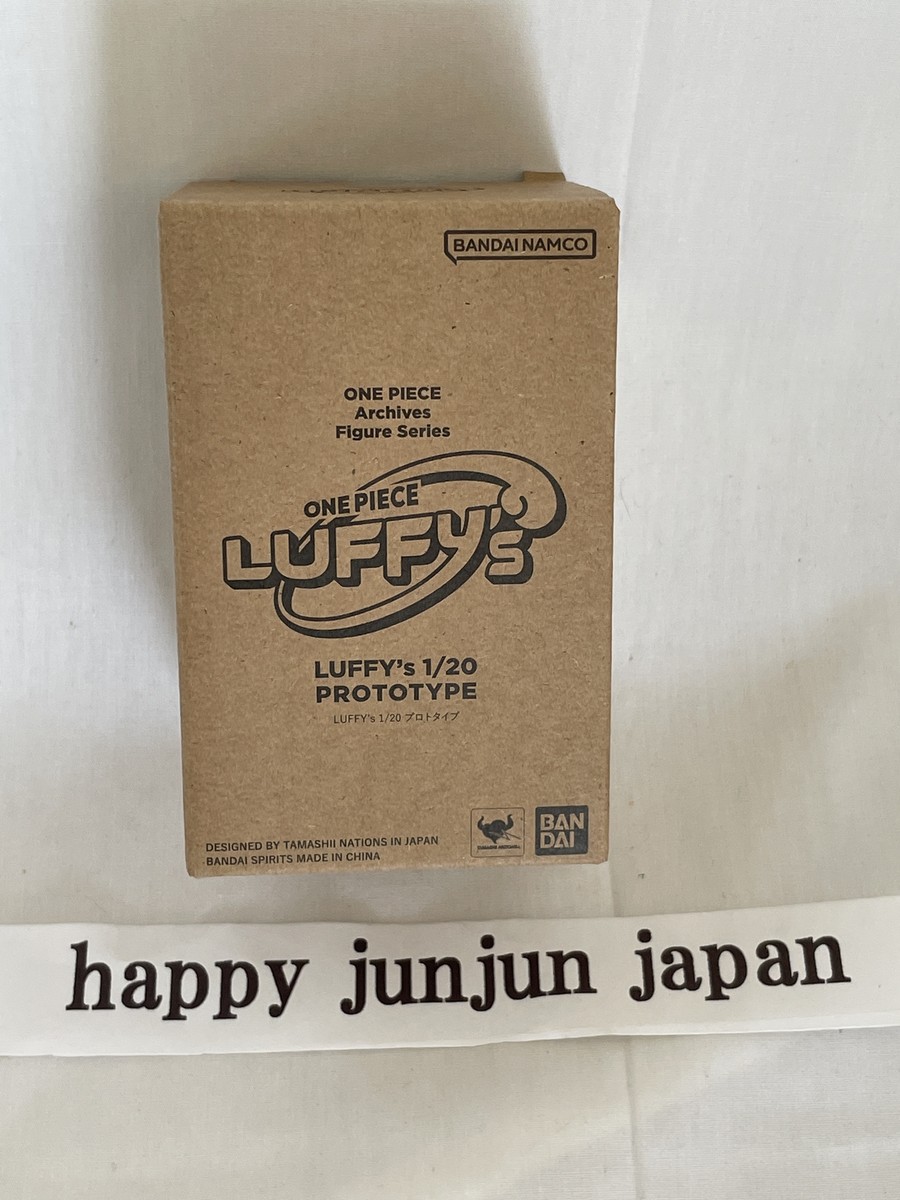 BANDAI NAMCO
ONE PIECE
Archives
Figure Series
ONE PIECE
LUFFY's
LUFFY's 1/20
PROTOTYPE
LUFFY's 1/20 プロトタイプ
DESIGNED BY TAMASHII NATIONS IN JAPAN
BANDAI SPIRITS MADE IN CHINA
TAMASHII NATIONS
BAN
DAI
happy junjun japan